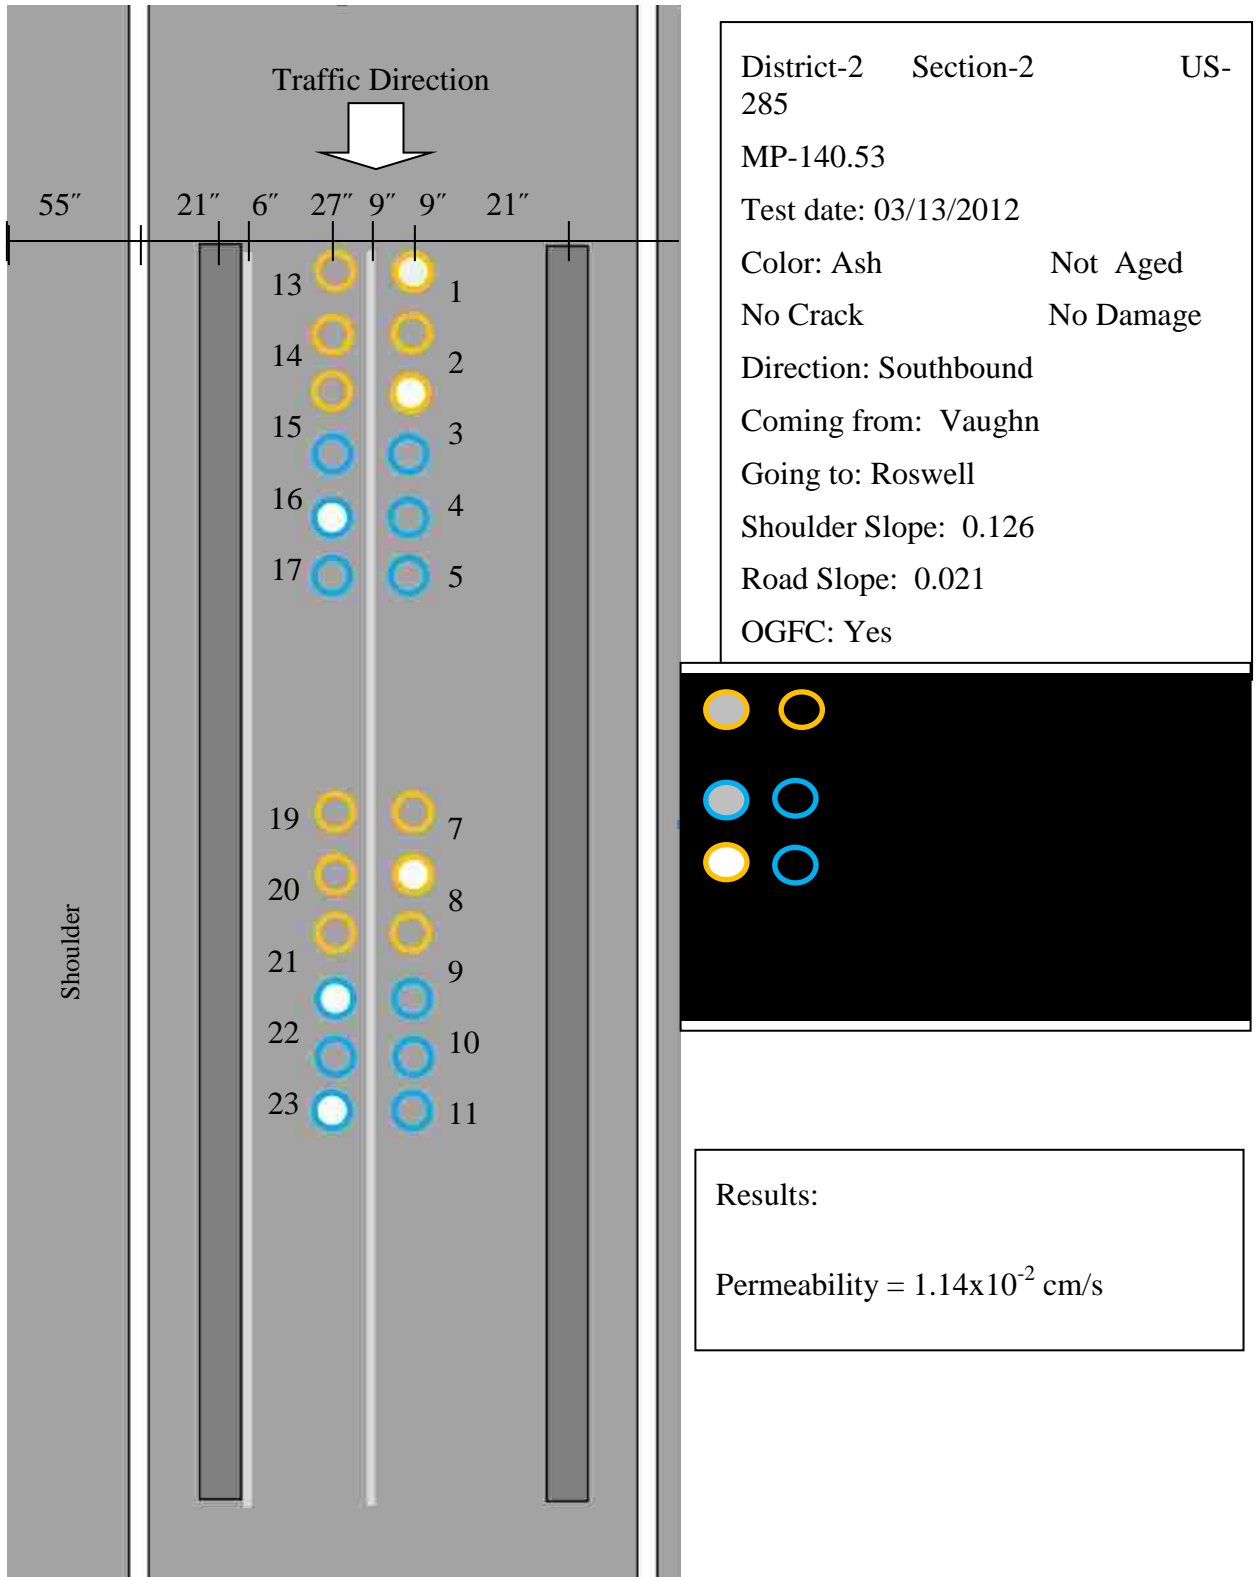 Traffic Direction
55″ 21″ 6″ 27″ 9″ 9″ 21″
13 1
14 2
15 3
16 4
17 5
19 7
20 8
21 9
22 10
23 11
Shoulder
District-2 Section-2 US-
285
MP-140.53
Test date: 03/13/2012
Color: Ash Not Aged
No Crack No Damage
Direction: Southbound
Coming from: Vaughn
Going to: Roswell
Shoulder Slope: 0.126
Road Slope: 0.021
OGFC: Yes
Results:
Permeability = 1.14x10⁻² cm/s